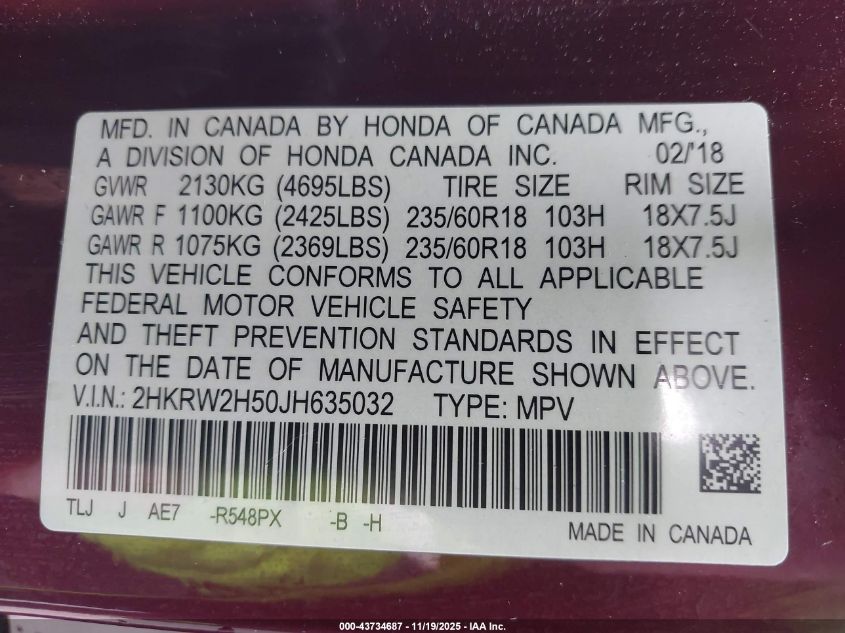 MFD. IN CANADA BY HONDA OF CANADA MFG.,
A DIVISION OF HONDA CANADA INC. 02/'18
GVWR 2130KG (4695LBS) TIRE SIZE RIM SIZE
GAWR F 1100KG (2425LBS) 235/60R18 103H 18X7.5J
GAWR R 1075KG (2369LBS) 235/60R18 103H 18X7.5J
THIS VEHICLE CONFORMS TO ALL APPLICABLE
FEDERAL MOTOR VEHICLE SAFETY
AND THEFT PREVENTION STANDARDS IN EFFECT
ON THE DATE OF MANUFACTURE SHOWN ABOVE.
V.I.N.: 2HKRW2H50JH635032 TYPE: MPV
TLJ J AE7 -R548PX -B -H
MADE IN CANADA
000-43734687 - 11/19/2025 - IAA Inc.